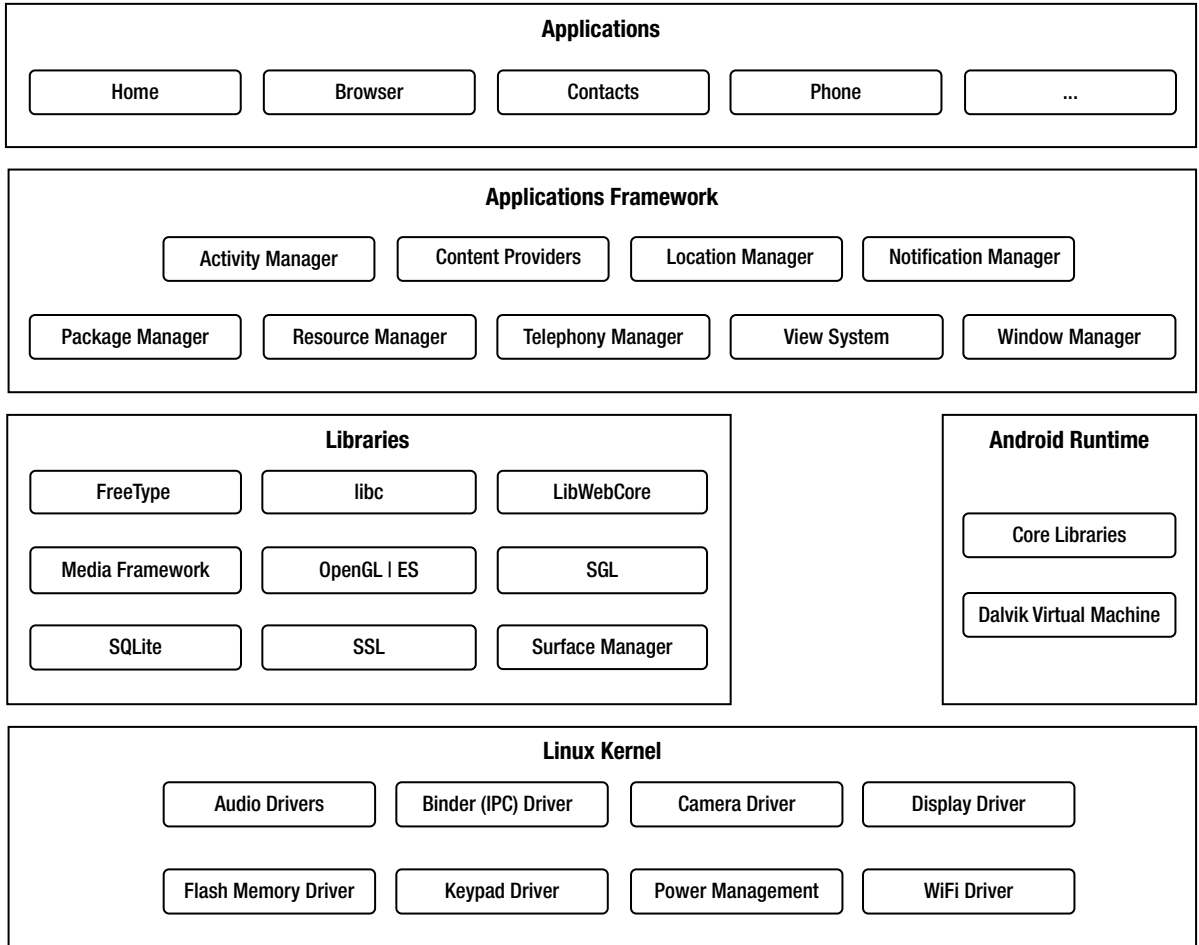 Applications
Home
Browser
Contacts
Phone
...
Applications Framework
Activity Manager
Content Providers
Location Manager
Notification Manager
Package Manager
Resource Manager
Telephony Manager
View System
Window Manager
Libraries
FreeType
libc
LibWebCore
Media Framework
OpenGL | ES
SGL
SQLite
SSL
Surface Manager
Android Runtime
Core Libraries
Dalvik Virtual Machine
Linux Kernel
Audio Drivers
Binder (IPC) Driver
Camera Driver
Display Driver
Flash Memory Driver
Keypad Driver
Power Management
WiFi Driver